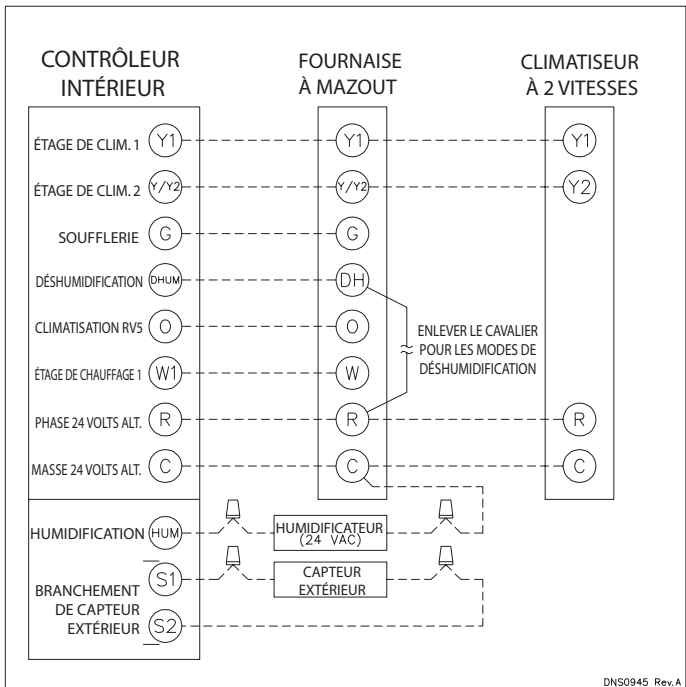 CONTRÔLEUR
INTÉRIEUR
FOURNAISE
À MAZOUT
CLIMATISEUR
À 2 VITESSES
ÉTAGE DE CLIM. 1 Y1 Y1 Y1
ÉTAGE DE CLIM. 2 Y/Y2 Y/Y2 Y2
SOUFFLERIE G G
DÉSHUMIDIFICATION DHUM DH
CLIMATISATION RV5 O O
ENLEVER LE CAVALIER
POUR LES MODES DE
DÉSHUMIDIFICATION
ÉTAGE DE CHAUFFAGE 1 W1 W
PHASE 24 VOLTS ALT. R R R
MASSE 24 VOLTS ALT. C C C
HUMIDIFICATION HUM
HUMIDIFICATEUR
(24 VAC)
S1
CAPTEUR
EXTÉRIEUR
BRANCHEMENT
DE CAPTEUR
EXTÉRIEUR
S2
DNS0945 Rev.A